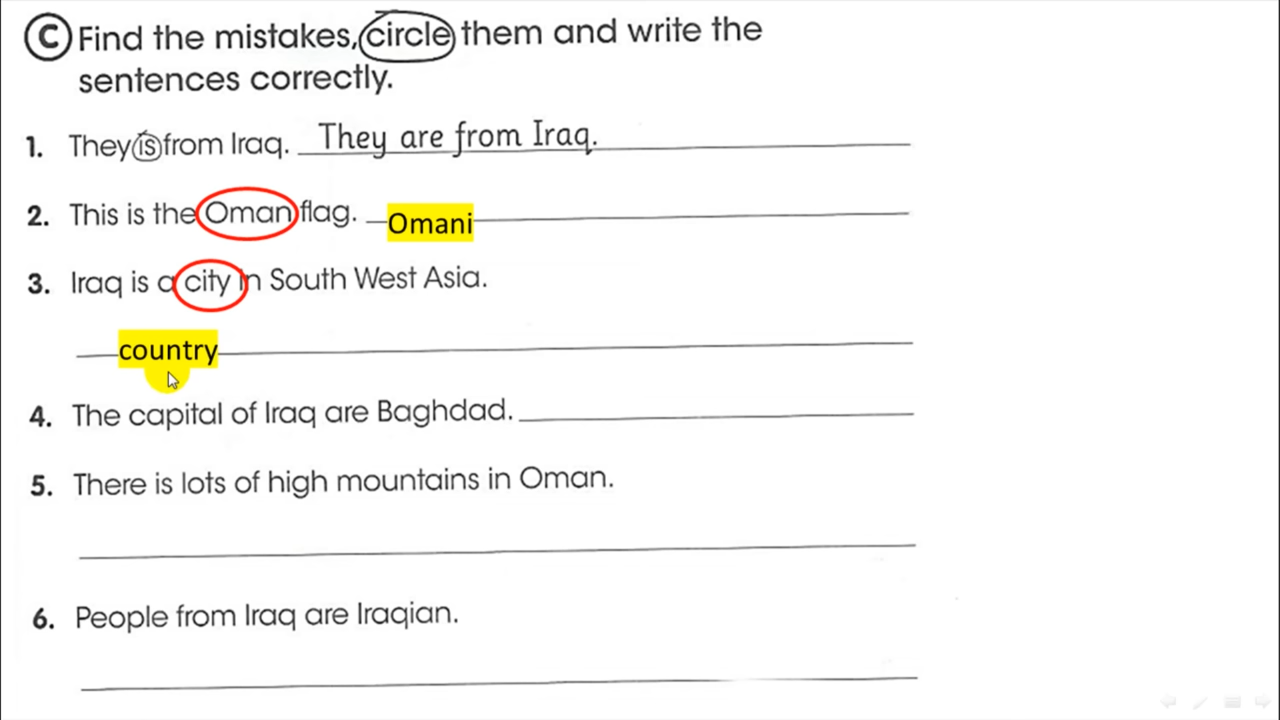 C Find the mistakes, circle them and write the
sentences correctly.
1. They is from Iraq. They are from Iraq.
2. This is the Oman flag. Omani
3. Iraq is a city in South West Asia.
country
4. The capital of Iraq are Baghdad.
5. There is lots of high mountains in Oman.
6. People from Iraq are Iraqian.